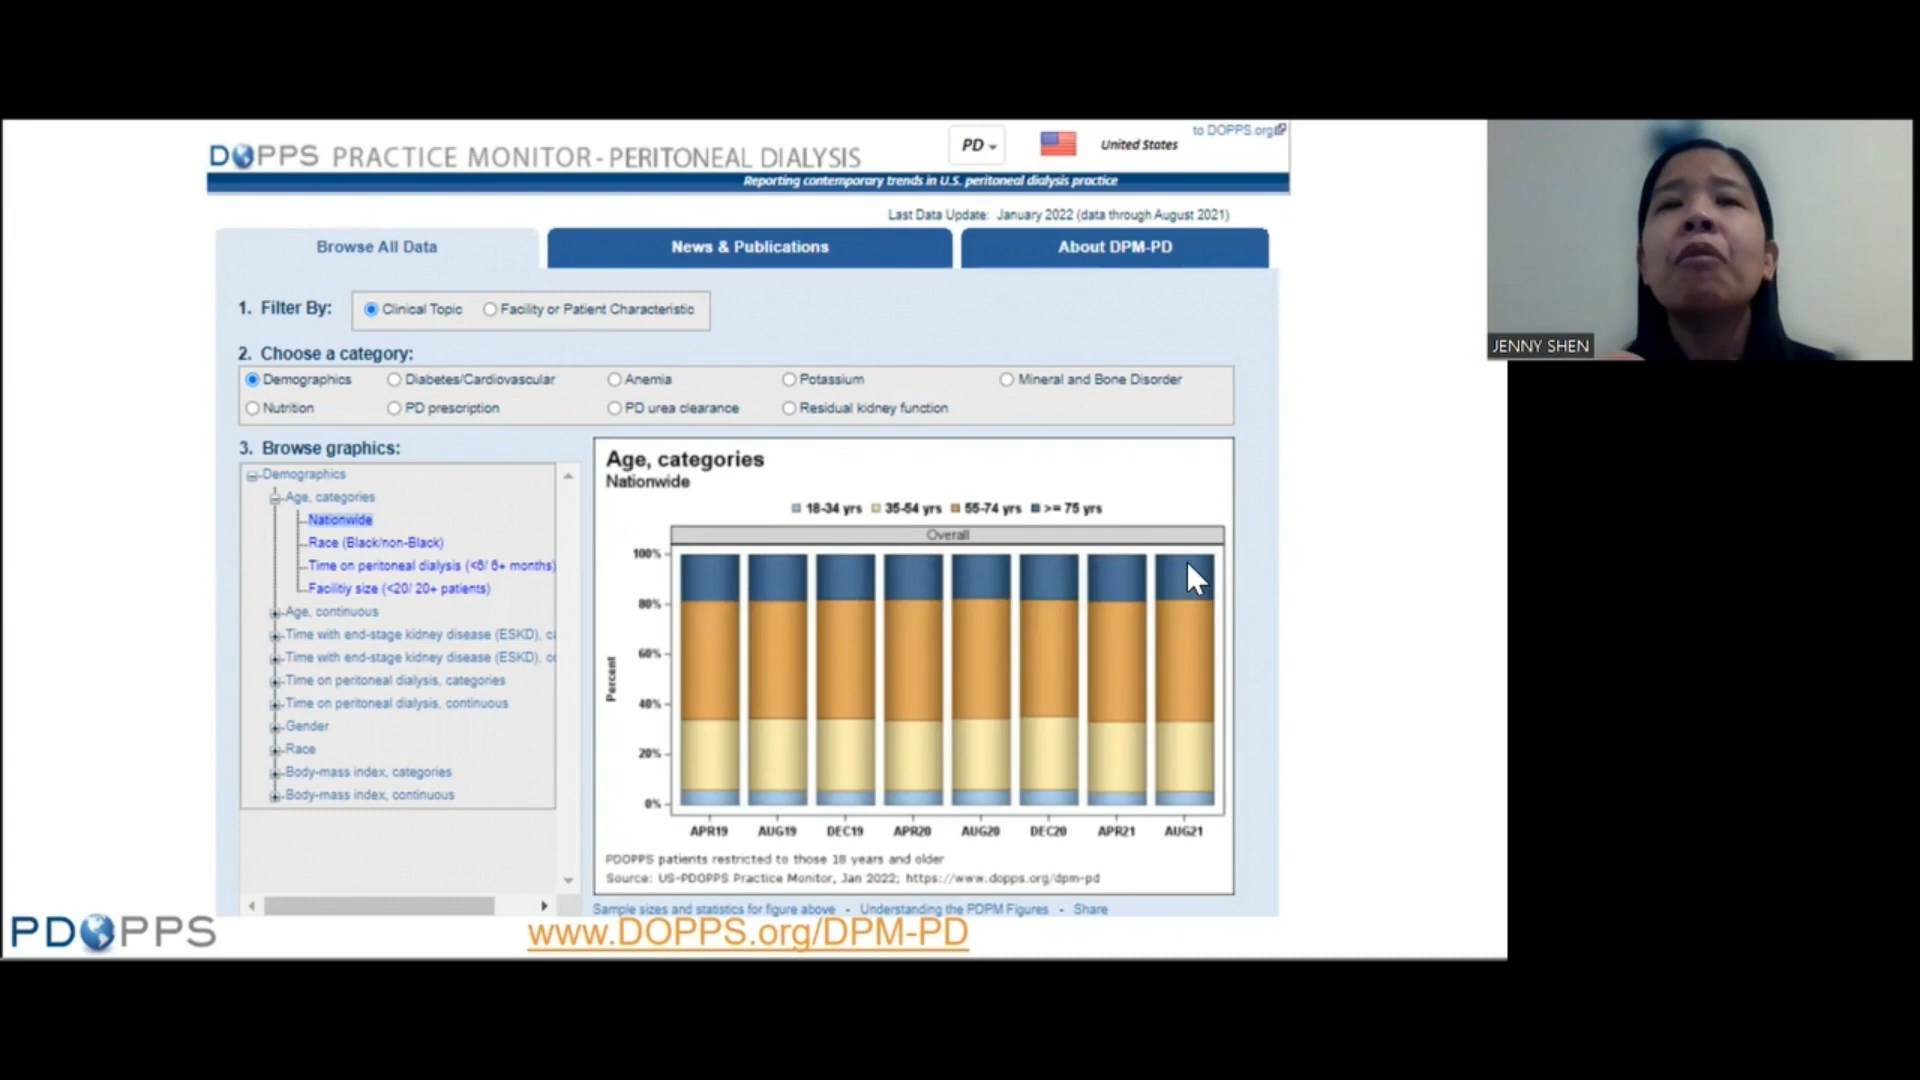 DOPPS PRACTICE MONITOR - PERITONEAL DIALYSIS
PD
United States
to DOPPS.org
Reporting contemporary trends in U.S. peritoneal dialysis practice
Last Data Update: January 2022 (data through August 2021)
Browse All Data
News & Publications
About DPM-PD
1. Filter By:
Clinical Topic
Facility or Patient Characteristic
2. Choose a category:
Demographics
Diabetes/Cardiovascular
Anemia
Potassium
Mineral and Bone Disorder
Nutrition
PD prescription
PD urea clearance
Residual kidney function
3. Browse graphics:
Demographics
Age, categories
Nationwide
Race (Black/non-Black)
Time on peritoneal dialysis (<6/ 6+ months)
Facilitiy size (<20/ 20+ patients)
Age, continuous
Time with end-stage kidney disease (ESKD), c
Time with end-stage kidney disease (ESKD), c
Time on peritoneal dialysis, categories
Time on peritoneal dialysis, continuous
Gender
Race
Body-mass index, categories
Body-mass index, continuous
Age, categories
Nationwide
18-34 yrs
35-54 yrs
55-74 yrs
>= 75 yrs
Overall
100%
80%
60%
40%
20%
0%
Percent
APR19
AUG19
DEC19
APR20
AUG20
DEC20
APR21
AUG21
PDOPPS patients restricted to those 18 years and older
Source: US-PDOPPS Practice Monitor, Jan 2022; https://www.dopps.org/dpm-pd
Sample sizes and statistics for figure above - Understanding the PDPM Figures - Share
PDOPPS
www.DOPPS.org/DPM-PD
JENNY SHEN